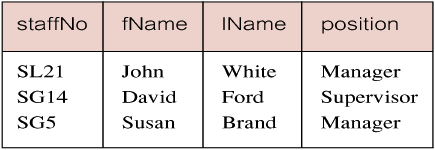 staffNo fName lName position
SL21 John White Manager
SG14 David Ford Supervisor
SG5 Susan Brand Manager